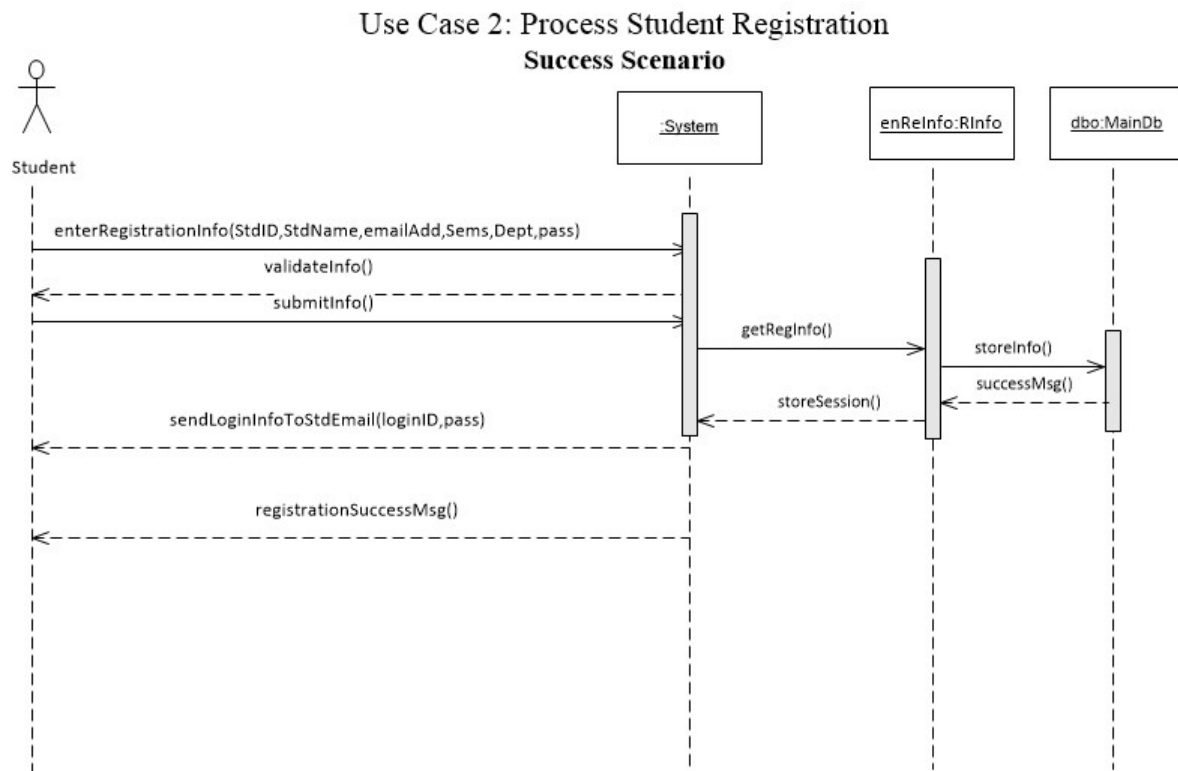 Use Case 2: Process Student Registration
Success Scenario
Student
:System
enReInfo:RInfo
dbo:MainDb
enterRegistrationInfo(StdID,StdName,emailAdd,Sems,Dept,pass)
validateInfo()
submitInfo()
getRegInfo()
storeInfo()
successMsg()
storeSession()
sendLoginInfoToStdEmail(loginID,pass)
registrationSuccessMsg()